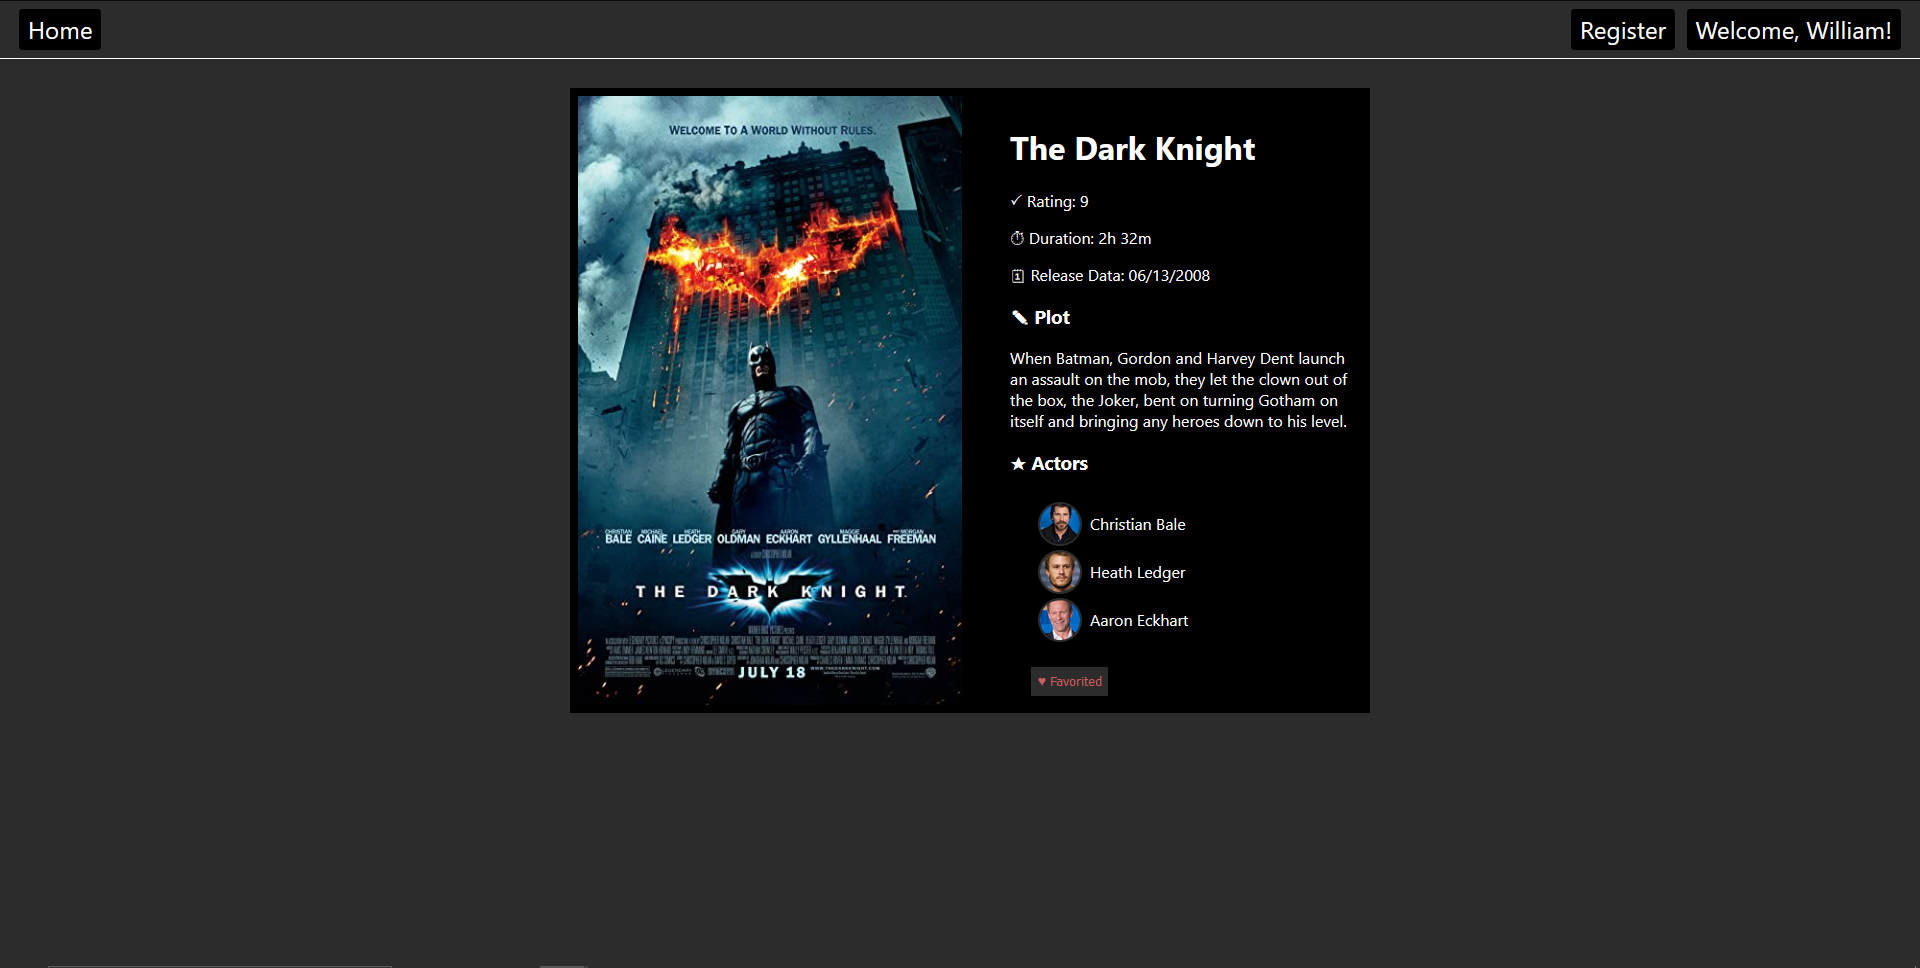 Home
Register
Welcome, William!
WELCOME TO A WORLD WITHOUT RULES.
CHRISTIAN BALE MICHAEL CAINE HEATH LEDGER GARY OLDMAN AARON ECKHART MAGGIE GYLLENHAAL MORGAN FREEMAN
THE DARK KNIGHT
JULY 18
WWW.THEDARKKNIGHT.COM
The Dark Knight
✓ Rating: 9
⏱ Duration: 2h 32m
🗓 Release Data: 06/13/2008
✎ Plot
When Batman, Gordon and Harvey Dent launch
an assault on the mob, they let the clown out of
the box, the Joker, bent on turning Gotham on
itself and bringing any heroes down to his level.
★ Actors
Christian Bale
Heath Ledger
Aaron Eckhart
♥ Favorited